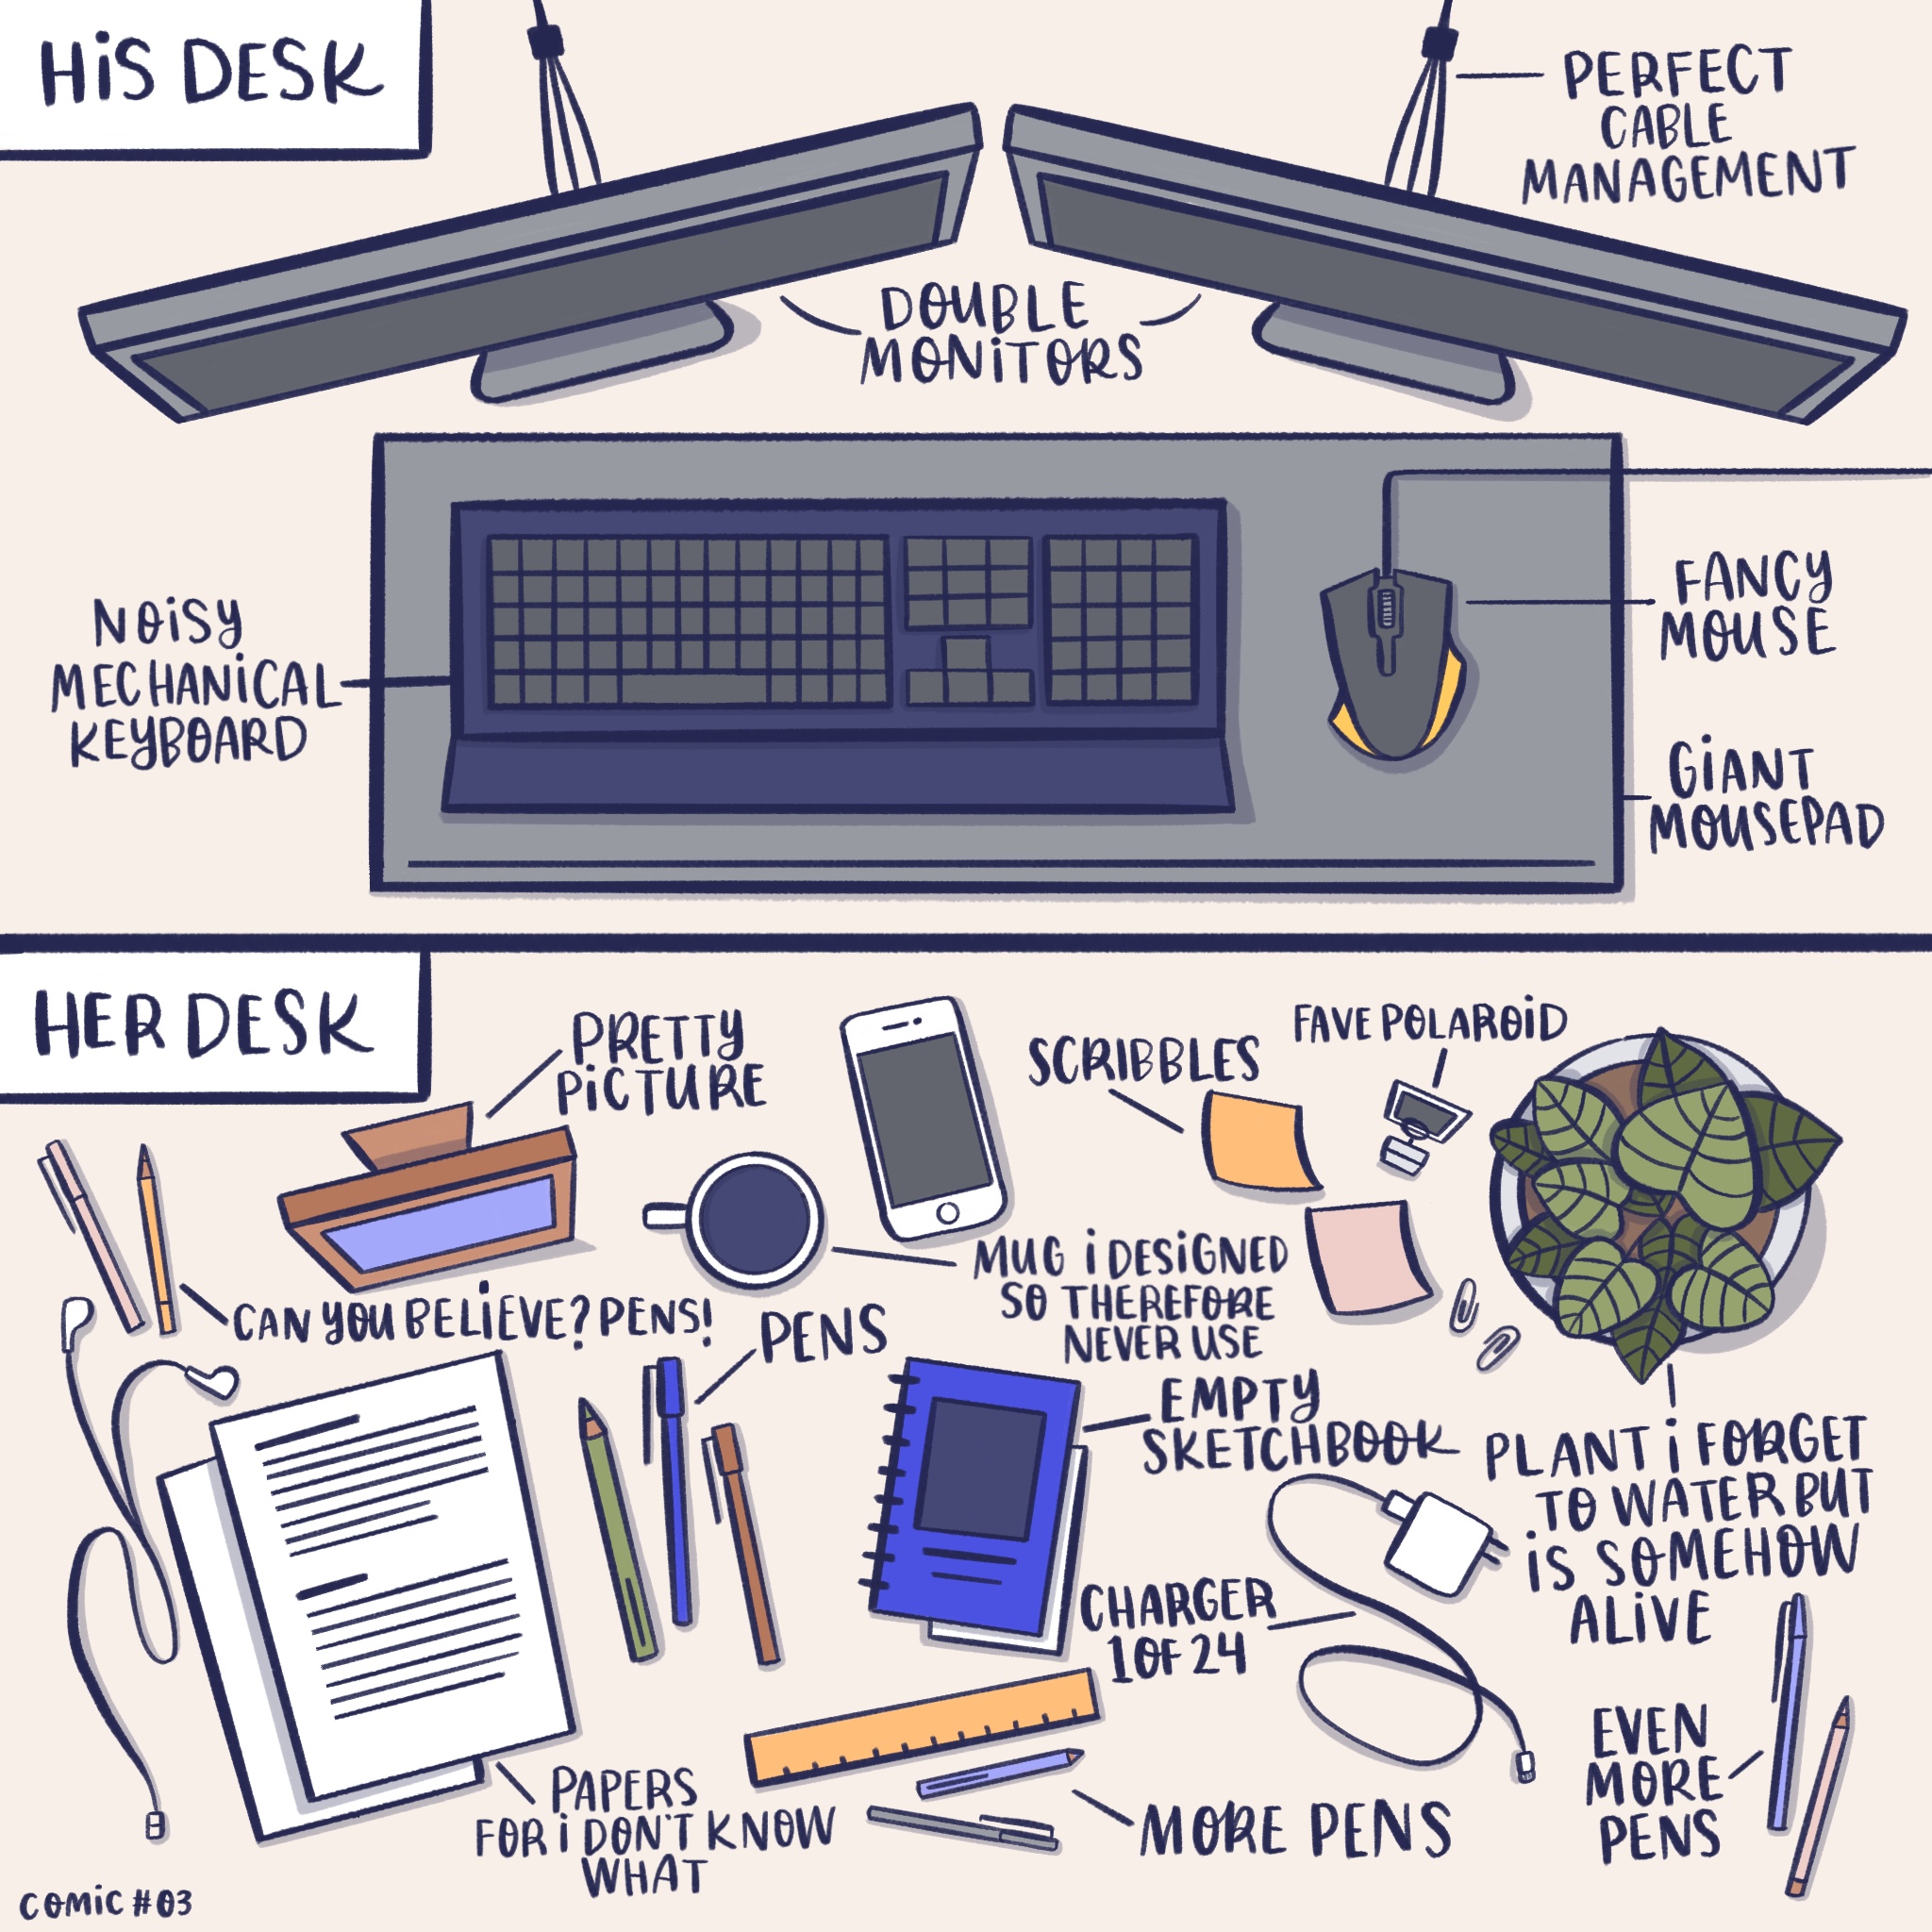 HiS DESK
PERFECT
CABLE
MANAGEMENT
DOUBLE
MONiTORS
NOiSY
MECHANiCAL
KEYBOARD
FANCY
MOUSE
GiANT
MOUSEPAD
HER DESK
PRETTY
PiCTURE
SCRIBBLES
FAVE POLAROiD
CAN YOU BELiEVE? PENS!
MUG i DESiGNED
SO THEREFORE
NEVER USE
PENS
EMPTY
SKETCHBOOK
PLANT i FORGET
TO WATER BUT
iS SOMEHOW
ALiVE
CHARGER
1 OF 24
PAPERS
FOR i DON'T KNOW
WHAT
MORE PENS
EVEN
MORE
PENS
COMiC #03